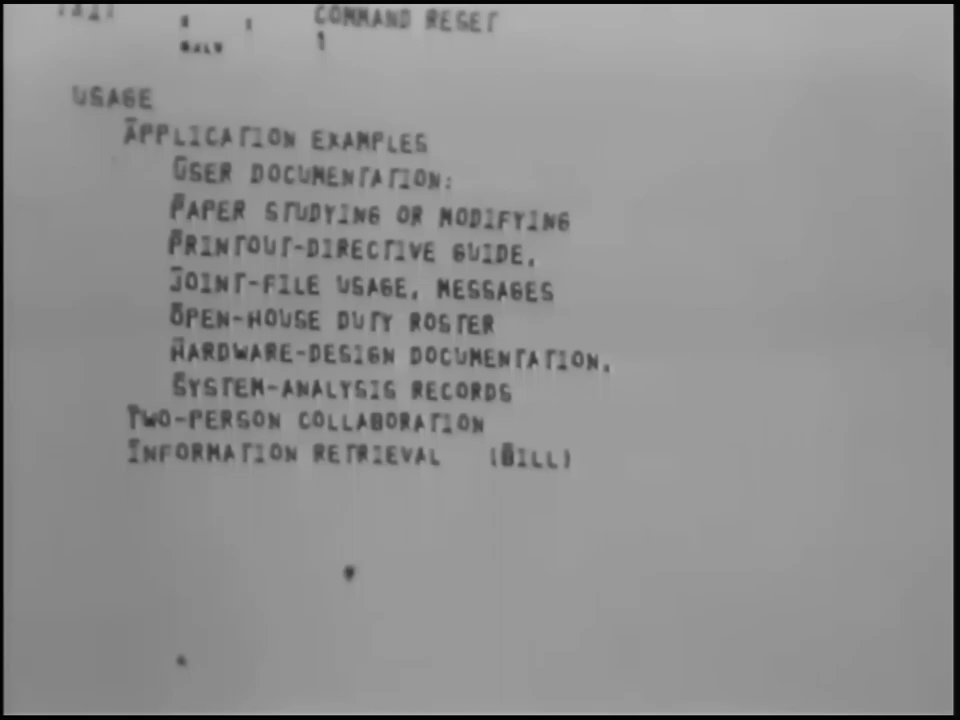 COMMAND RESET
1
USAGE
APPLICATION EXAMPLES
USER DOCUMENTATION:
PAPER STUDYING OR MODIFYING
PRINTOUT-DIRECTIVE GUIDE,
JOINT-FILE USAGE, MESSAGES
OPEN-HOUSE DUTY ROSTER
HARDWARE-DESIGN DOCUMENTATION,
SYSTEM-ANALYSIS RECORDS
TWO-PERSON COLLABORATION
INFORMATION RETRIEVAL (BILL)